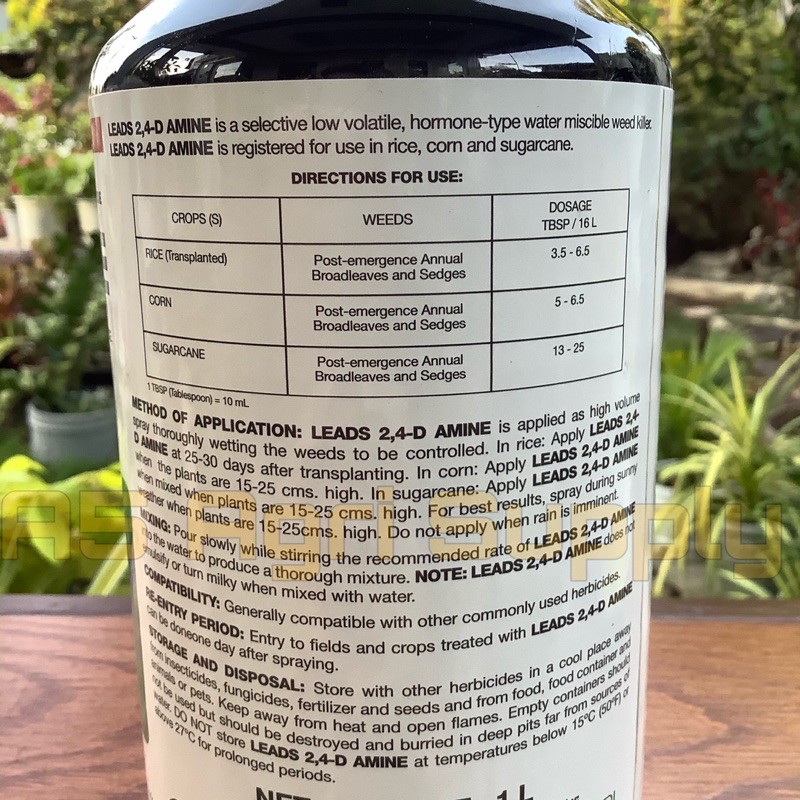 LEADS 2,4-D AMINE is a selective low volatile, hormone-type water miscible weed killer.
LEADS 2,4-D AMINE is registered for use in rice, corn and sugarcane.
DIRECTIONS FOR USE:
CROPS (S) WEEDS DOSAGE TBSP / 16 L
RICE (Transplanted) Post-emergence Annual Broadleaves and Sedges 3.5 - 6.5
CORN Post-emergence Annual Broadleaves and Sedges 5 - 6.5
SUGARCANE Post-emergence Annual Broadleaves and Sedges 13 - 25
1 TBSP (Tablespoon) = 10 mL
METHOD OF APPLICATION: LEADS 2,4-D AMINE is applied as high volume
spray thoroughly wetting the weeds to be controlled. In rice: Apply LEADS 2,4-
D AMINE at 25-30 days after transplanting. In corn: Apply LEADS 2,4-D AMINE
when the plants are 15-25 cms. high. In sugarcane: Apply LEADS 2,4-D AMINE
when mixed when plants are 15-25 cms. high. For best results, spray during sunny
weather when plants are 15-25cms. high. Do not apply when rain is imminent.
MIXING: Pour slowly while stirring the recommended rate of LEADS 2,4-D AMINE
into the water to produce a thorough mixture. NOTE: LEADS 2,4-D AMINE does not
emulsify or turn milky when mixed with water.
COMPATIBILITY: Generally compatible with other commonly used herbicides.
RE-ENTRY PERIOD: Entry to fields and crops treated with LEADS 2,4-D AMINE
can be doneone day after spraying.
STORAGE AND DISPOSAL: Store with other herbicides in a cool place away
from insecticides, fungicides, fertilizer and seeds and from food, food container and
animals or pets. Keep away from heat and open flames. Empty containers should
not be used but should be destroyed and burried in deep pits far from sources of
water. DO NOT store LEADS 2,4-D AMINE at temperatures below 15ºC (50ºF) or
above 27ºC for prolonged periods.
1 L
A5 Agri Supply